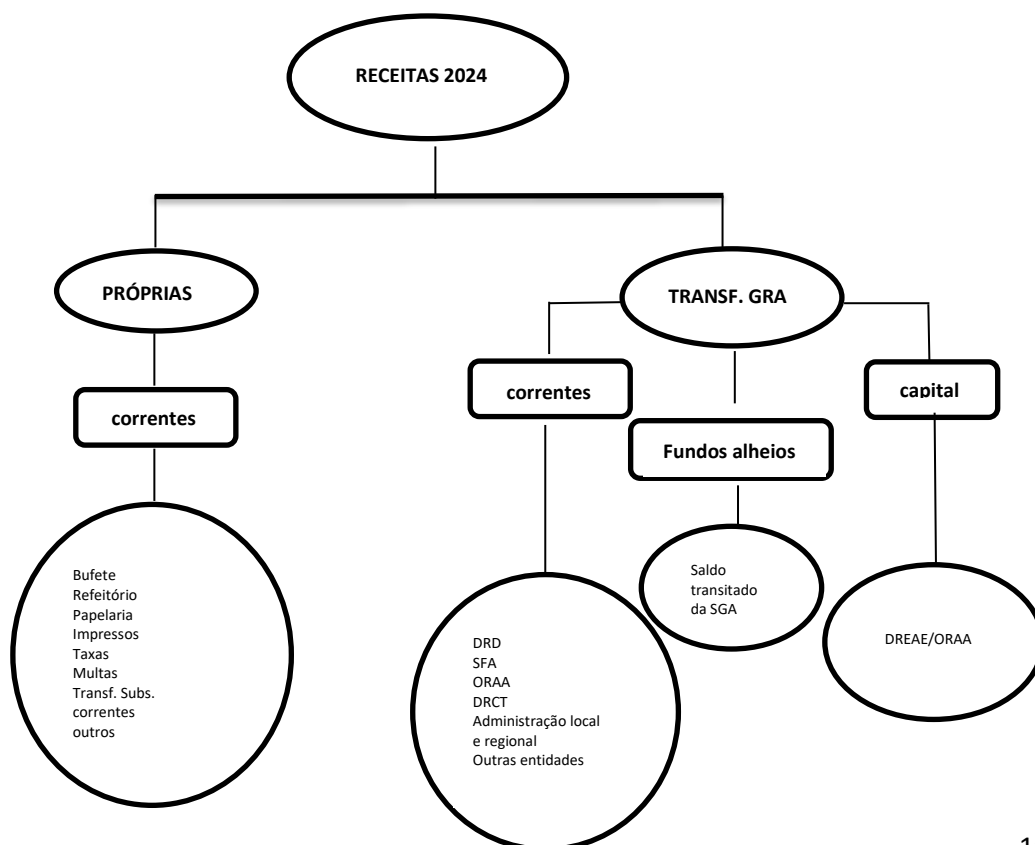 RECEITAS 2024
PRÓPRIAS
TRANSF. GRA
correntes
correntes
capital
Fundos alheios
Bufete
Refeitório
Papelaria
Impressos
Taxas
Multas
Transf. Subs.
correntes
outros
DRD
SFA
ORAA
DRCT
Administração local
e regional
Outras entidades
Saldo
transitado
da SGA
DREAE/ORAA
1